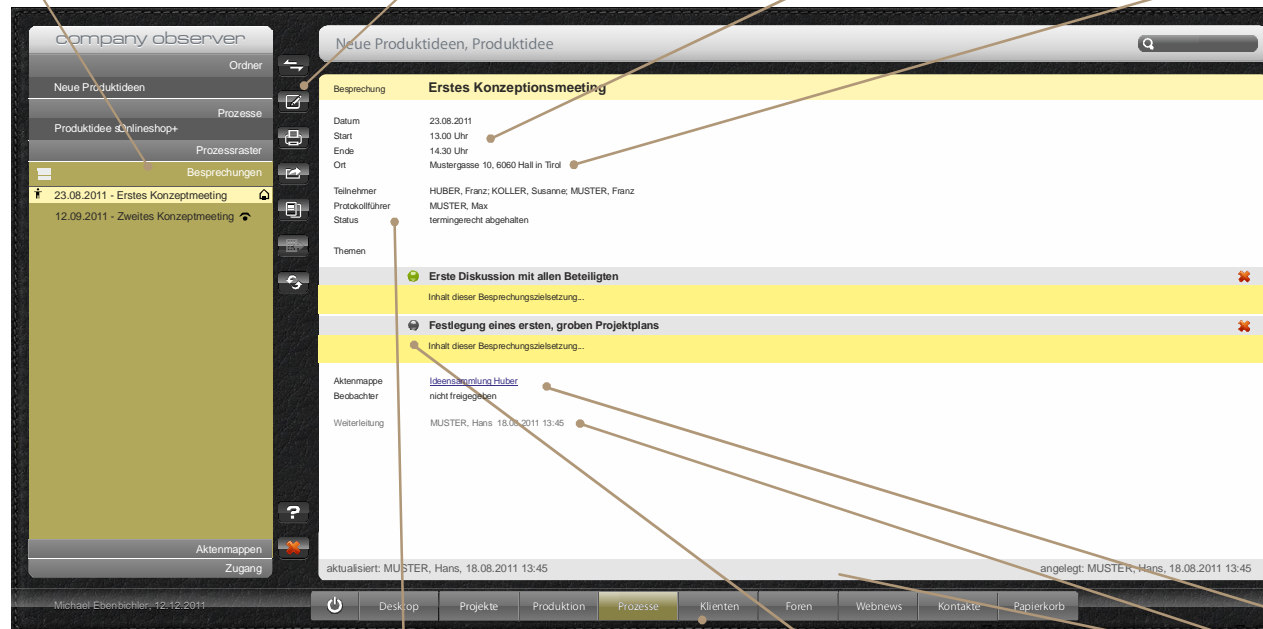 company observer
Ordner
Neue Produktideen
Prozesse
Produktidee sOnlineshop+
Prozessraster
Besprechungen
23.08.2011 - Erstes Konzeptmeeting
12.09.2011 - Zweites Konzeptmeeting
Aktenmappen
Zugang
Neue Produktideen, Produktidee
Besprechung Erstes Konzeptionsmeeting
Datum 23.08.2011
Start 13.00 Uhr
Ende 14.30 Uhr
Ort Mustergasse 10, 6060 Hall in Tirol
Teilnehmer HUBER, Franz; KOLLER, Susanne; MUSTER, Franz
Protokollführer MUSTER, Max
Status termingerecht abgehalten
Themen
Erste Diskussion mit allen Beteiligten
Inhalt dieser Besprechungszielsetzung...
Festlegung eines ersten, groben Projektplans
Inhalt dieser Besprechungszielsetzung...
Aktenmappe Ideensammlung Huber
Beobachter nicht freigegeben
Weiterleitung MUSTER, Hans 18.08.2011 13:45
?
aktualisiert: MUSTER, Hans, 18.08.2011 13:45 angelegt: MUSTER, Hans, 18.08.2011 13:45
Michael Ebenbichler, 12.12.2011
Desktop Projekte Produktion Prozesse Klienten Foren Webnews Kontakte Papierkorb